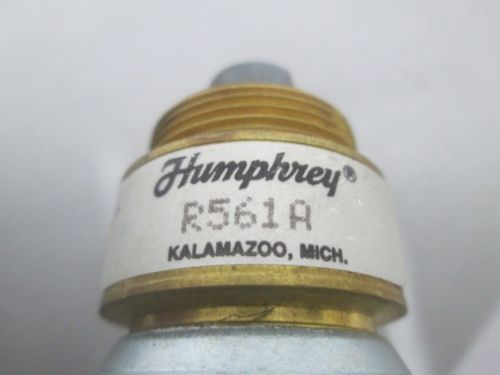 Humphrey®
R561A
KALAMAZOO, MICH.